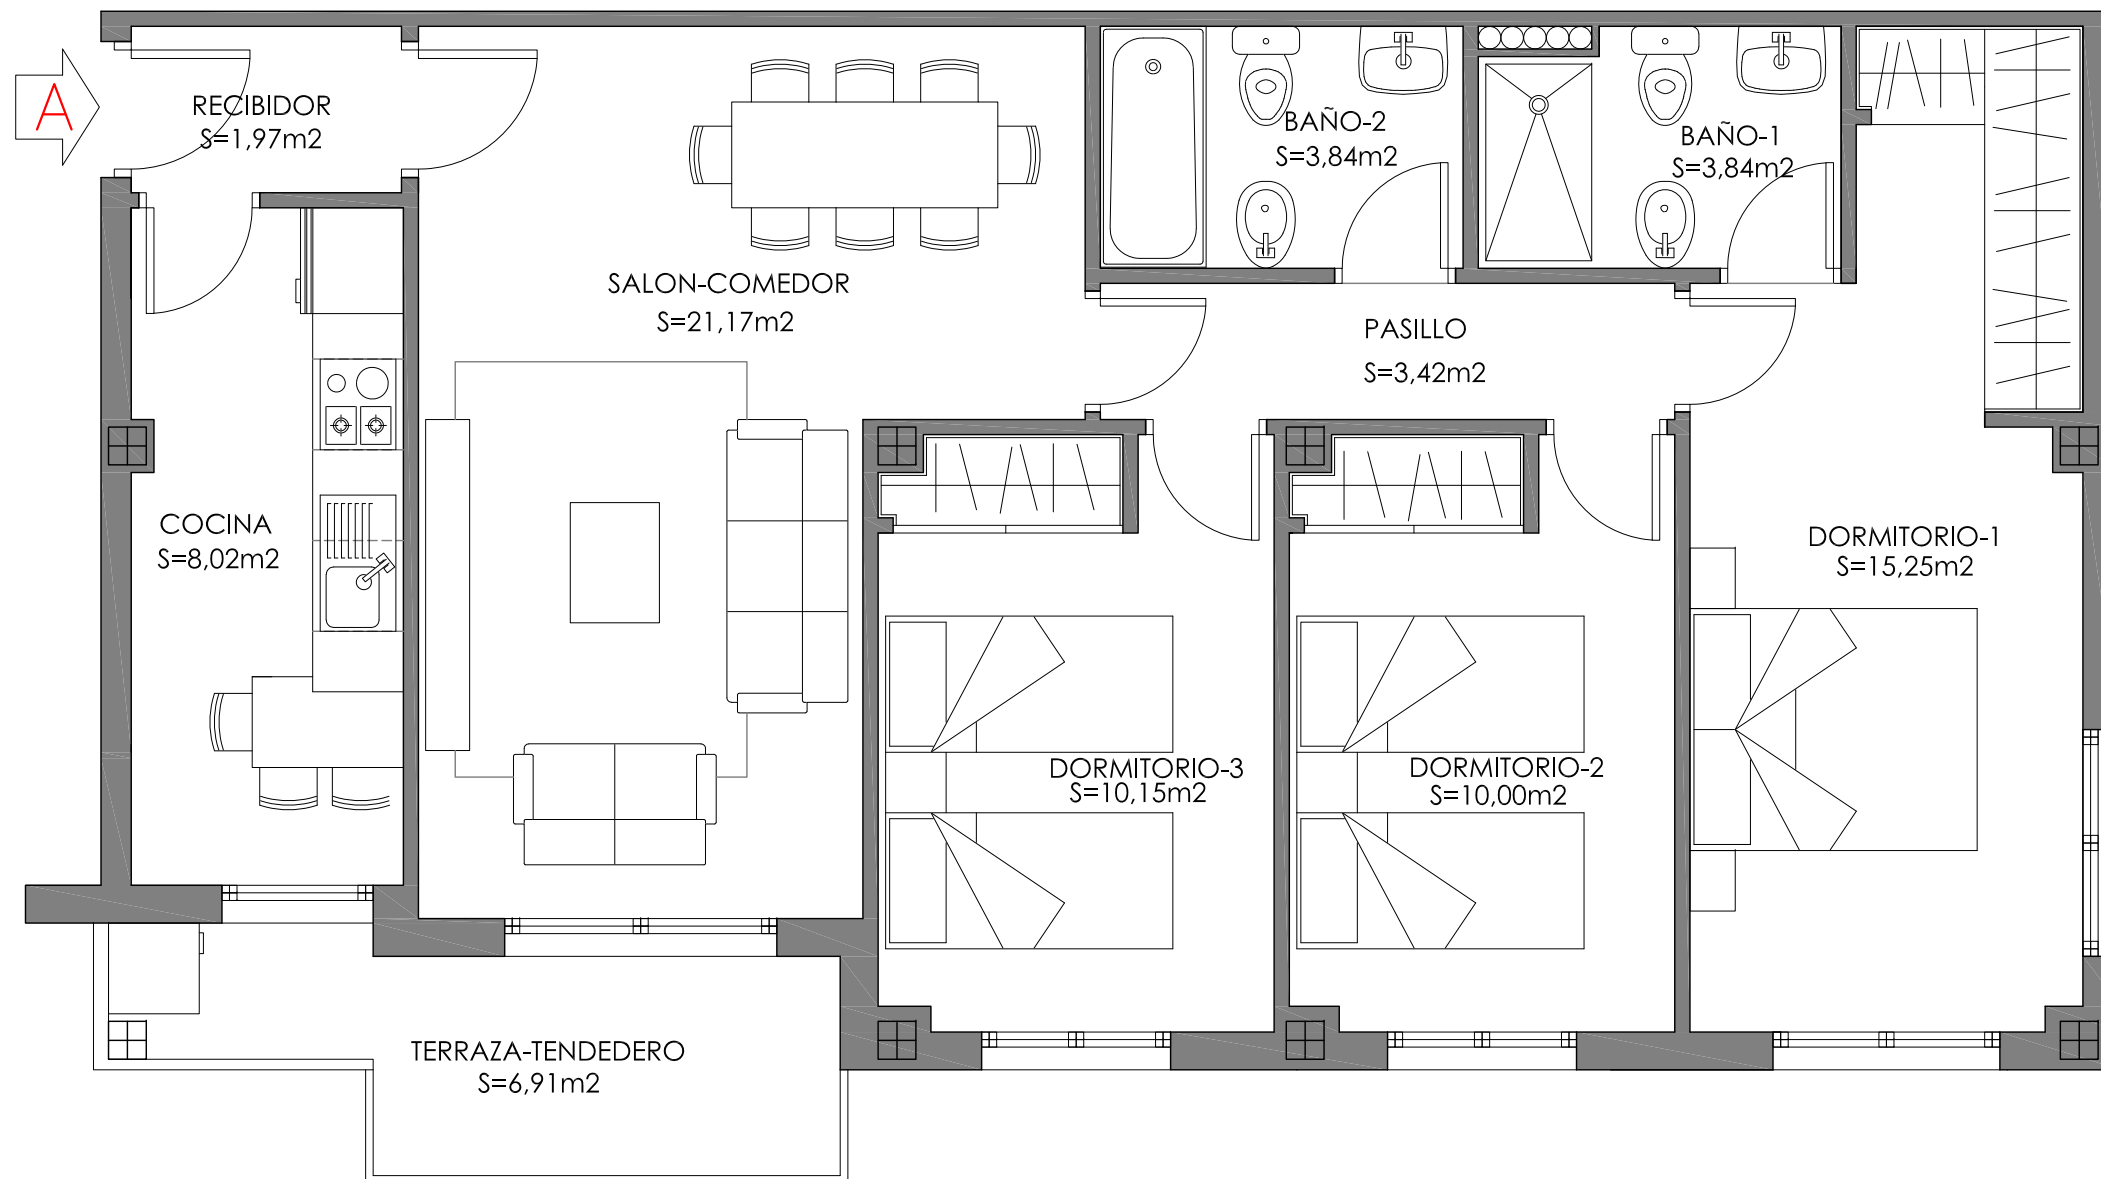 A
RECIBIDOR
S=1,97m2
BAÑO-2
S=3,84m2
BAÑO-1
S=3,84m2
SALON-COMEDOR
S=21,17m2
PASILLO
S=3,42m2
COCINA
S=8,02m2
DORMITORIO-1
S=15,25m2
DORMITORIO-3
S=10,15m2
DORMITORIO-2
S=10,00m2
TERRAZA-TENDEDERO
S=6,91m2